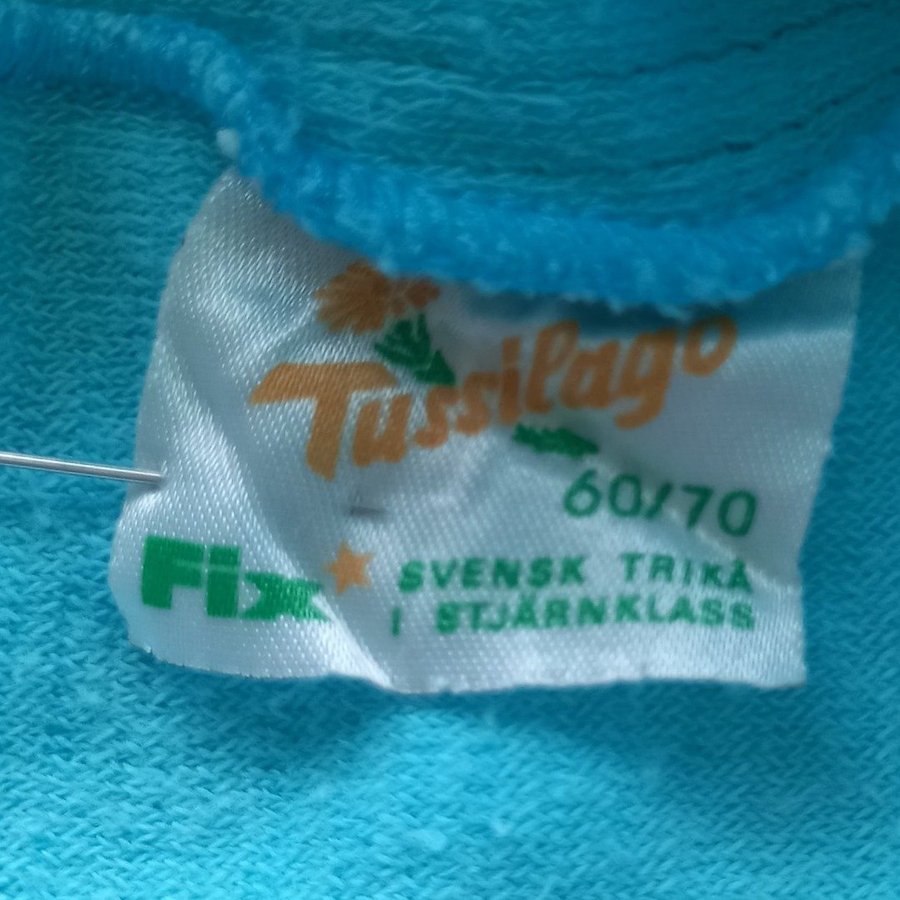 Tussilago
60/70
Fix SVENSK TRIKÅ
I STJÄRNKLASS